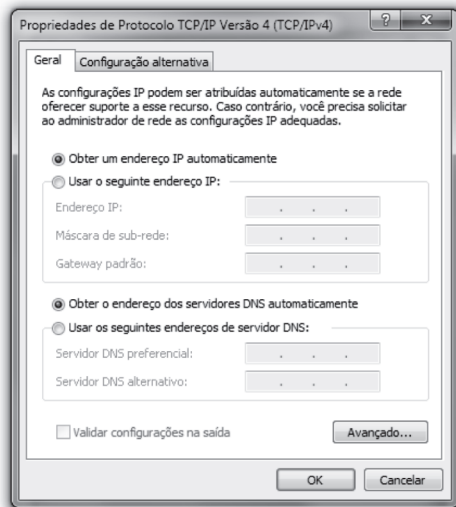 Propriedades de Protocolo TCP/IP Versão 4 (TCP/IPv4)
Geral
Configuração alternativa
As configurações IP podem ser atribuídas automaticamente se a rede
oferecer suporte a esse recurso. Caso contrário, você precisa solicitar
ao administrador de rede as configurações IP adequadas.
Obter um endereço IP automaticamente
Usar o seguinte endereço IP:
Endereço IP:
Máscara de sub-rede:
Gateway padrão:
Obter o endereço dos servidores DNS automaticamente
Usar os seguintes endereços de servidor DNS:
Servidor DNS preferencial:
Servidor DNS alternativo:
Validar configurações na saída
Avançado...
OK
Cancelar